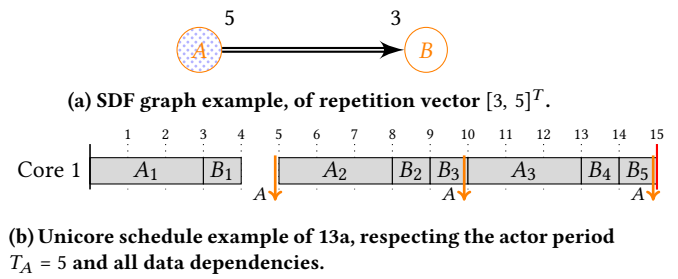 5 3
A B
(a) SDF graph example, of repetition vector [3, 5]ᵀ.
1 2 3 4 5 6 7 8 9 10 11 12 13 14 15
Core 1 A₁ B₁ A₂ B₂ B₃ A₃ B₄ B₅
A A A
(b) Unicore schedule example of 13a, respecting the actor period
T_A = 5 and all data dependencies.